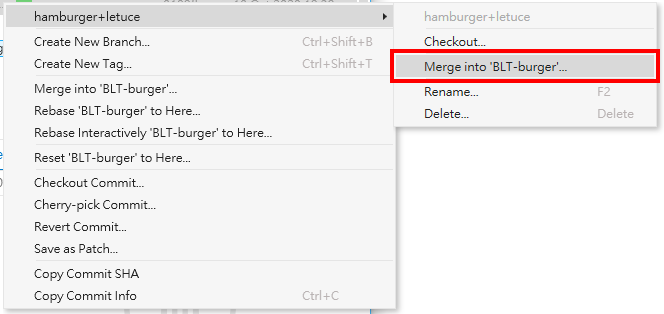 hamburger+letuce
Create New Branch... Ctrl+Shift+B
Create New Tag... Ctrl+Shift+T
Merge into 'BLT-burger'...
Rebase 'BLT-burger' to Here...
Rebase Interactively 'BLT-burger' to Here...
Reset 'BLT-burger' to Here...
Checkout Commit...
Cherry-pick Commit...
Revert Commit...
Save as Patch...
Copy Commit SHA
Copy Commit Info Ctrl+C
hamburger+letuce
Checkout...
Merge into 'BLT-burger'...
Rename... F2
Delete... Delete